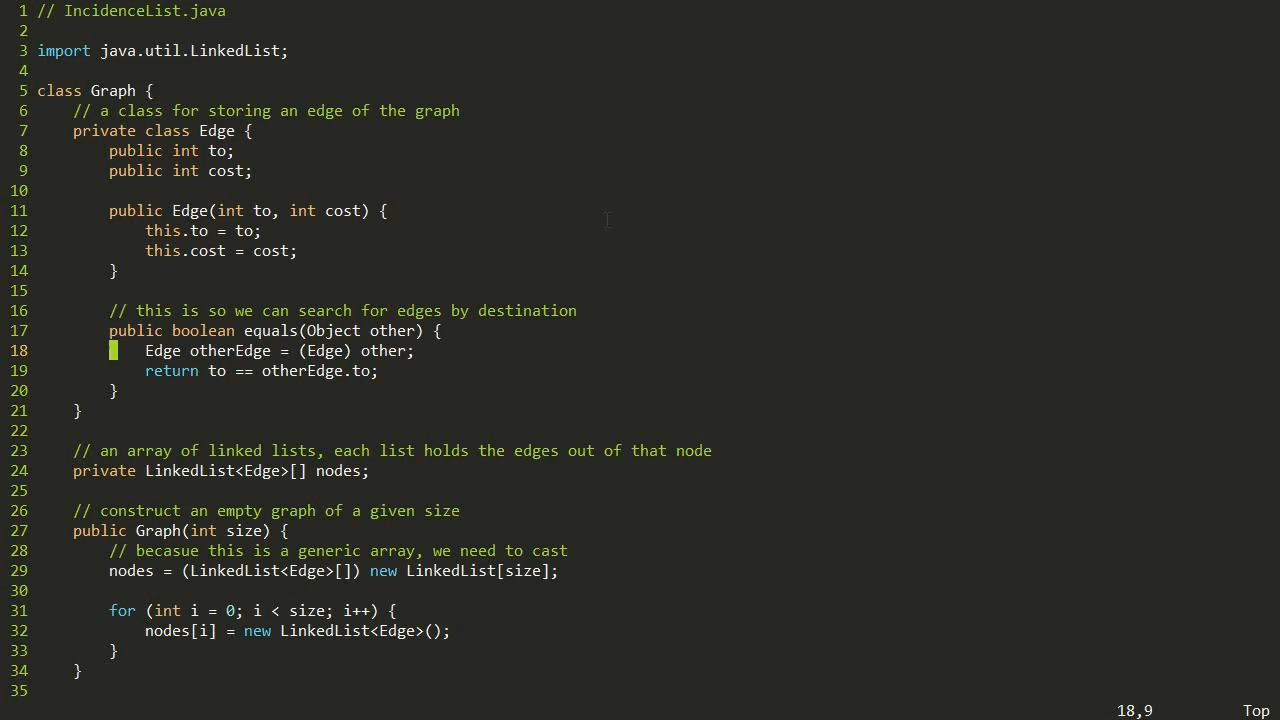 1 // IncidenceList.java
2
3 import java.util.LinkedList;
4
5 class Graph {
6     // a class for storing an edge of the graph
7     private class Edge {
8         public int to;
9         public int cost;
10
11         public Edge(int to, int cost) {
12             this.to = to;
13             this.cost = cost;
14         }
15
16         // this is so we can search for edges by destination
17         public boolean equals(Object other) {
18             Edge otherEdge = (Edge) other;
19             return to == otherEdge.to;
20         }
21     }
22
23     // an array of linked lists, each list holds the edges out of that node
24     private LinkedList<Edge>[] nodes;
25
26     // construct an empty graph of a given size
27     public Graph(int size) {
28         // becasue this is a generic array, we need to cast
29         nodes = (LinkedList<Edge>[]) new LinkedList[size];
30
31         for (int i = 0; i < size; i++) {
32             nodes[i] = new LinkedList<Edge>();
33         }
34     }
35
18,9 Top